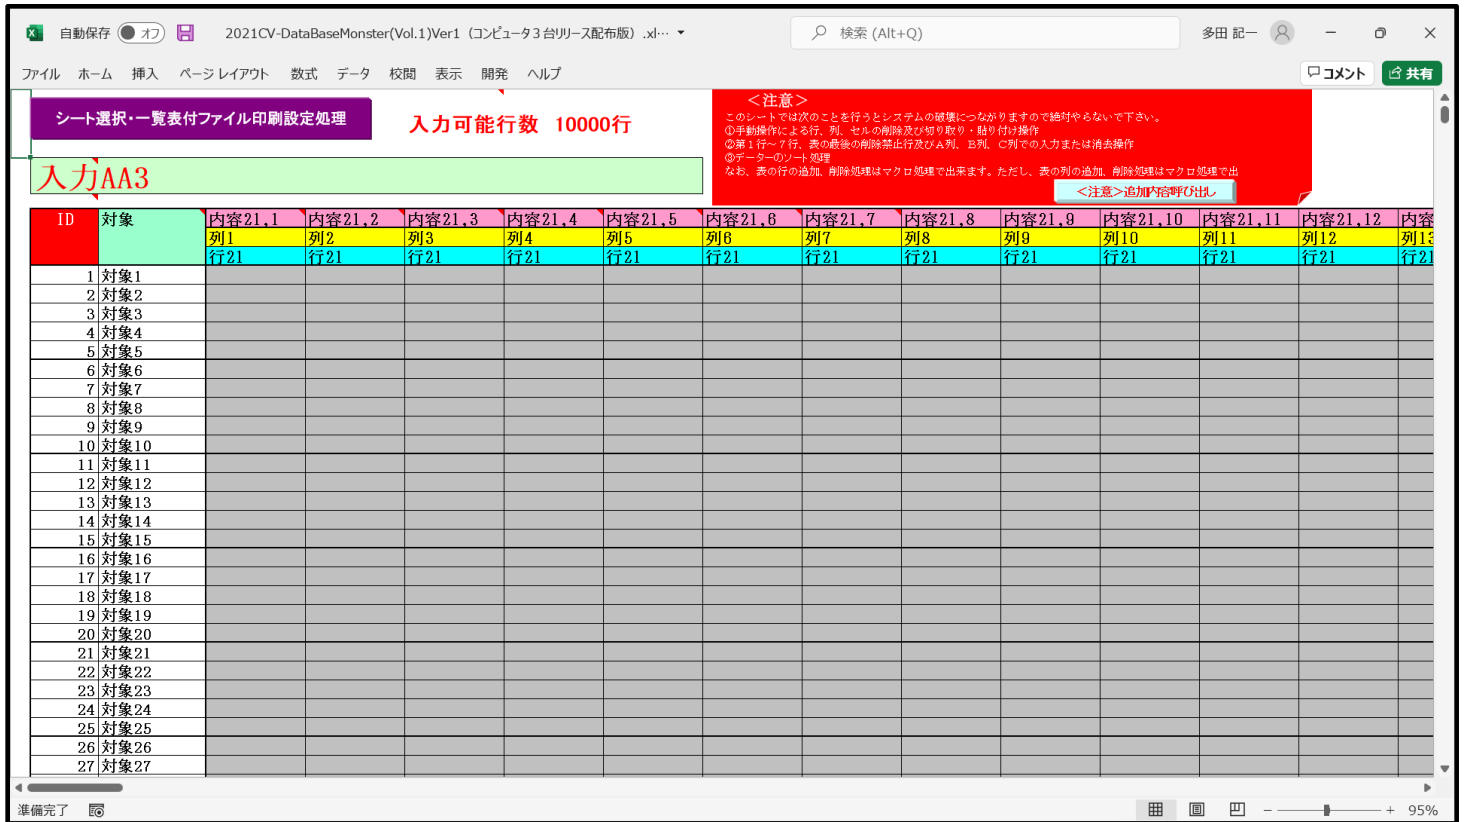 自動保存 オフ 2021CV-DataBaseMonster(Vol.1)Ver1（コンピュータ３台リリース配布版）.xl… 検索 (Alt+Q) 多田 記一
ファイル ホーム 挿入 ページ レイアウト 数式 データ 校閲 表示 開発 ヘルプ コメント 共有
シート選択・一覧表付ファイル印刷設定処理
入力可能行数 10000行
＜注意＞
このシートでは次のことを行うとシステムの破壊につながりますので絶対やらないで下さい。
①手動操作による行、列、セルの削除及び切り取り・貼り付け操作
②第１行～７行、表の最後の削除禁止行及びＡ列、Ｂ列、Ｃ列での入力または消去操作
③データーのソート処理
なお、表の行の追加、削除処理はマクロ処理で出来ます。ただし、表の列の追加、削除処理はマクロ処理で出
＜注意＞追加内容呼び出し
入力AA3
ID 対象 内容21,1 内容21,2 内容21,3 内容21,4 内容21,5 内容21,6 内容21,7 内容21,8 内容21,9 内容21,10 内容21,11 内容21,12 内容
列1 列2 列3 列4 列5 列6 列7 列8 列9 列10 列11 列12 列13
行21 行21 行21 行21 行21 行21 行21 行21 行21 行21 行21 行21 行21
1 対象1
2 対象2
3 対象3
4 対象4
5 対象5
6 対象6
7 対象7
8 対象8
9 対象9
10 対象10
11 対象11
12 対象12
13 対象13
14 対象14
15 対象15
16 対象16
17 対象17
18 対象18
19 対象19
20 対象20
21 対象21
22 対象22
23 対象23
24 対象24
25 対象25
26 対象26
27 対象27
準備完了 95%